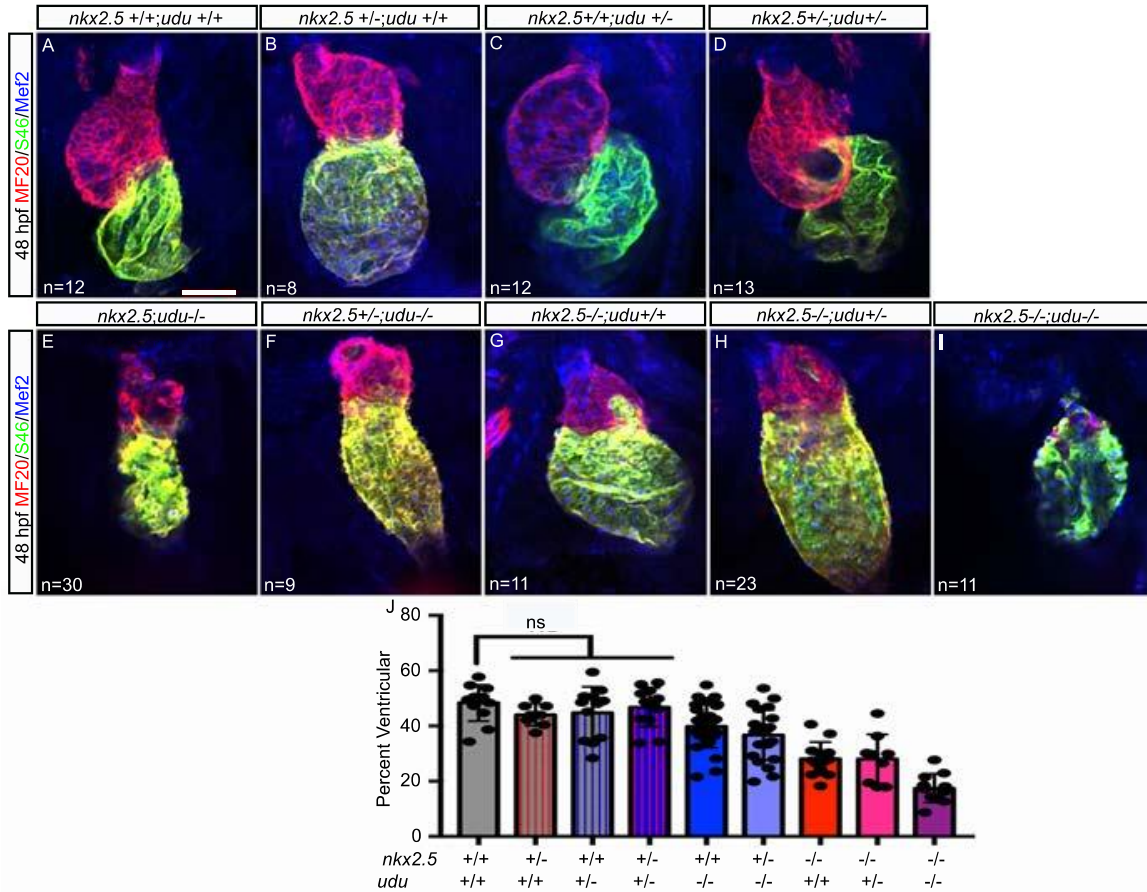 nkx2.5 +/+;udu +/+
nkx2.5 +/-;udu +/+
nkx2.5+/+;udu +/-
nkx2.5+/-;udu+/-
48 hpf MF20/S46/Mef2
A
B
C
D
n=12
n=8
n=12
n=13
nkx2.5;udu-/-
nkx2.5+/-;udu-/-
nkx2.5-/-;udu+/+
nkx2.5-/-;udu+/-
nkx2.5-/-;udu-/-
48 hpf MF20/S46/Mef2
E
F
G
H
I
n=30
n=9
n=11
n=23
n=11
J
Percent Ventricular
80
60
40
20
0
ns
nkx2.5 +/+ +/- +/+ +/- +/+ +/- -/- -/- -/-
udu +/+ +/+ +/- +/- -/- -/- +/+ +/- -/-